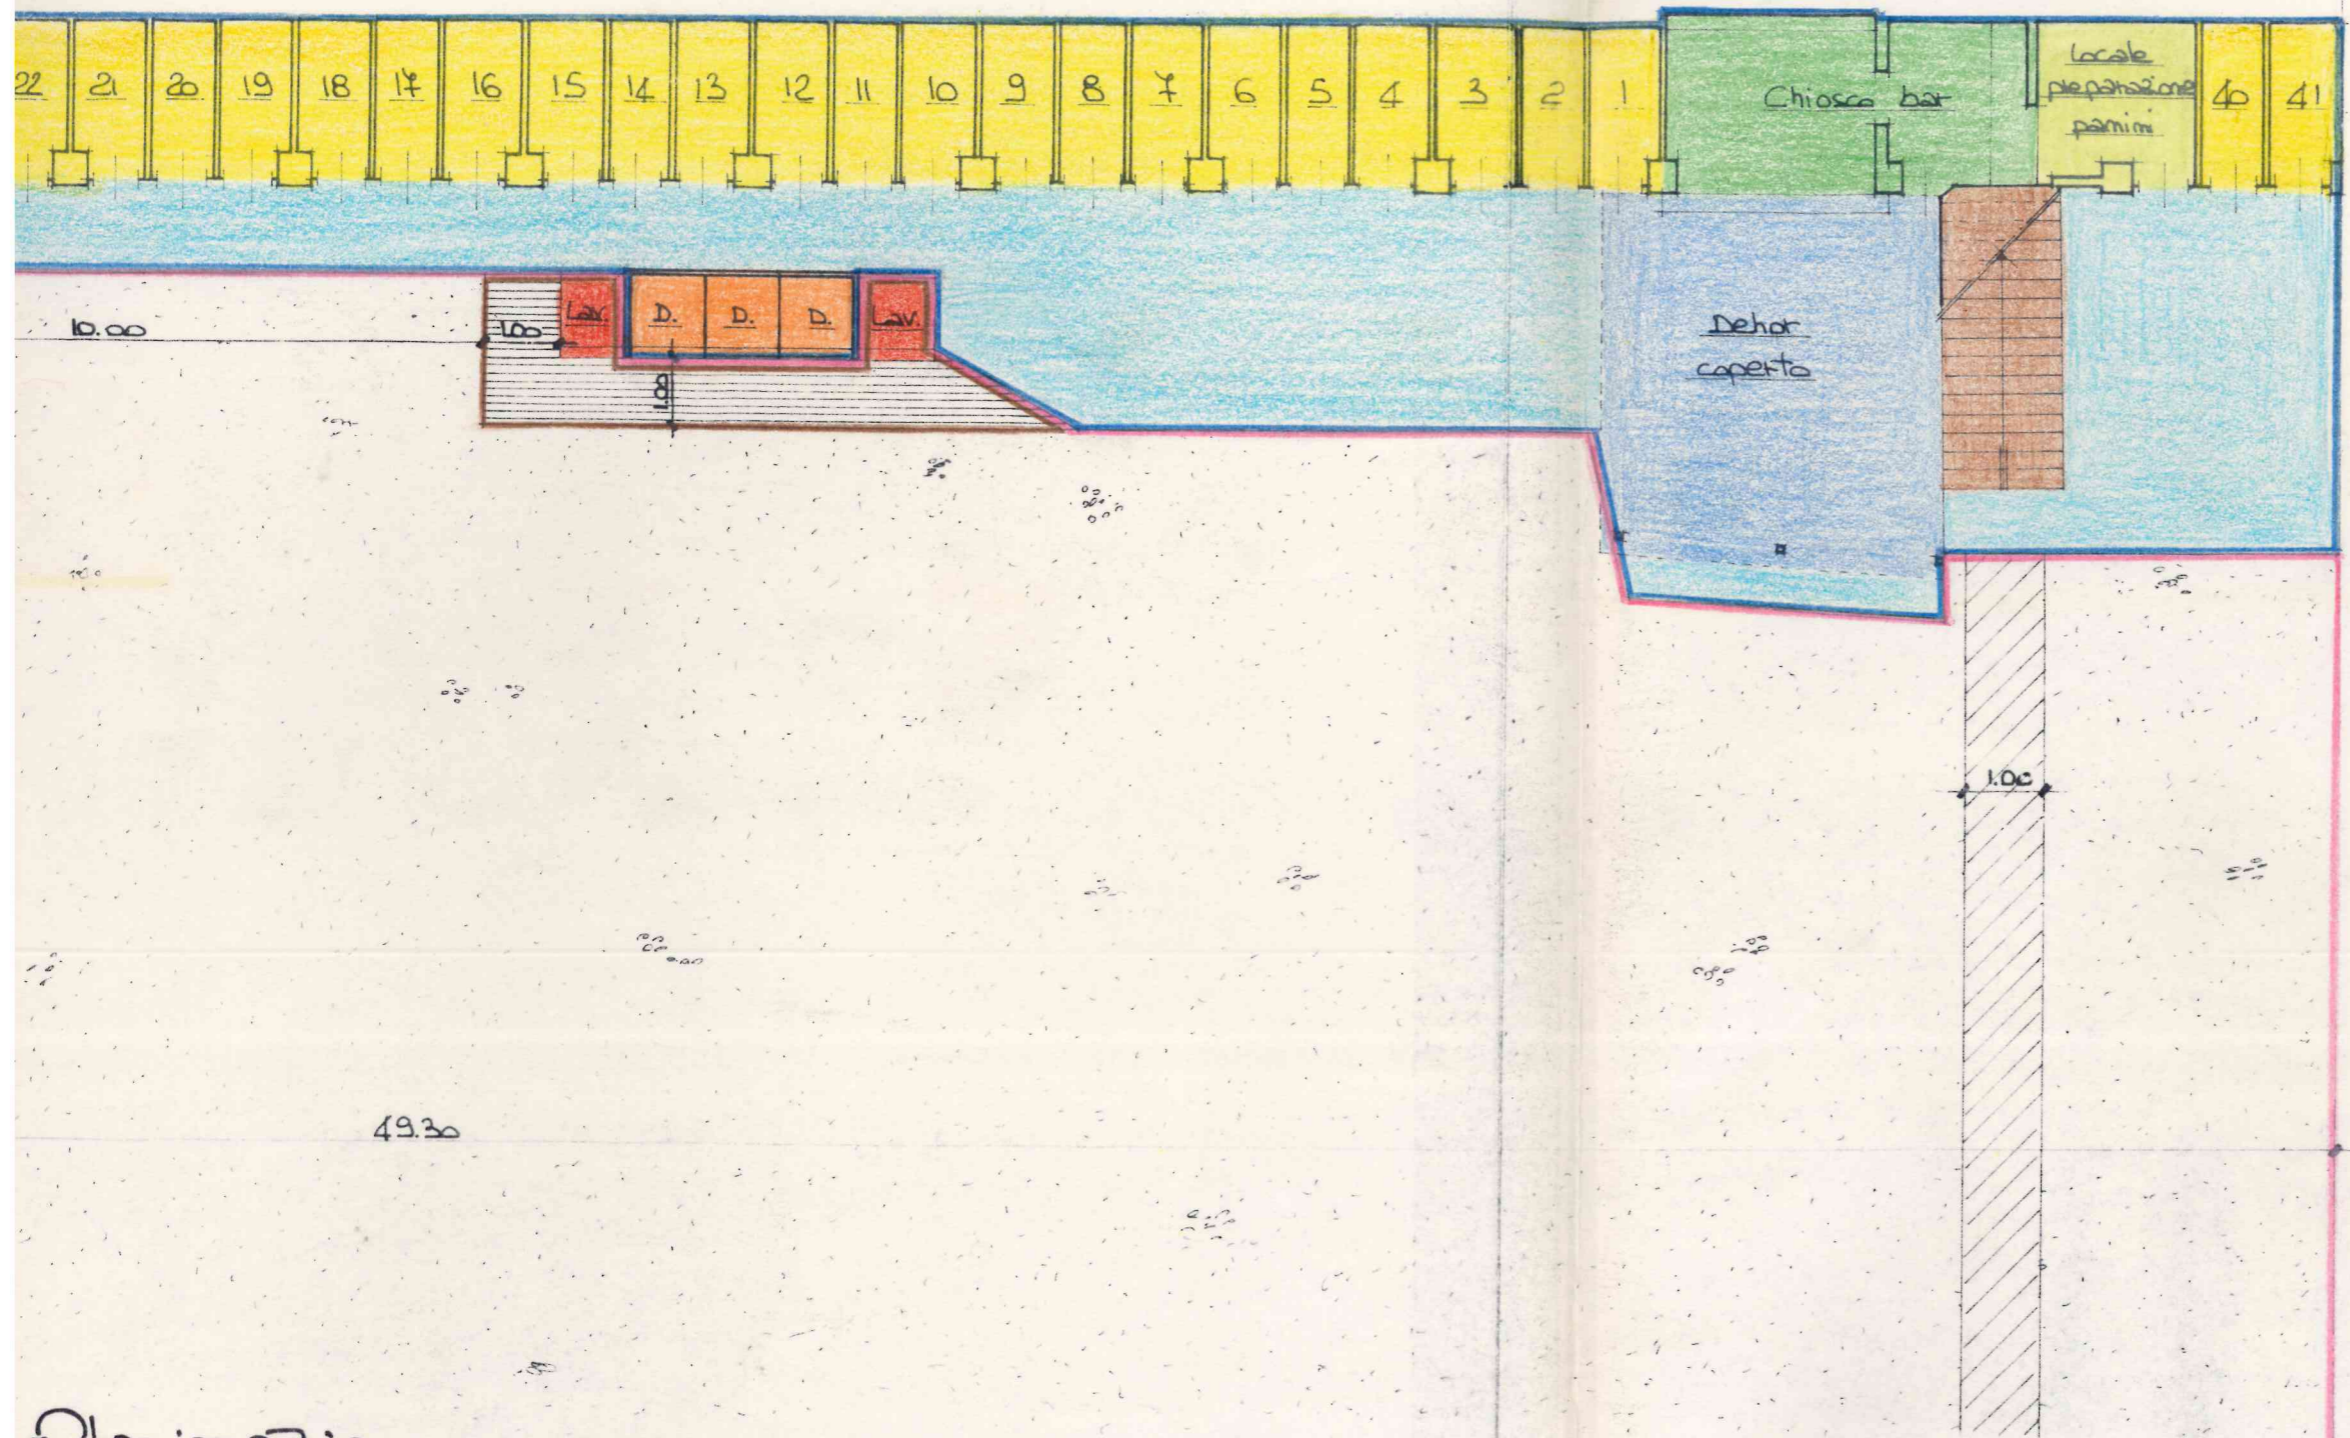 22 21 20 19 18 17 16 15 14 13 12 11 10 9 8 7 6 5 4 3 2 1
Chiosco bar
Locale
preparazione
panini
40 41
Lav. D. D. D. Lav.
10.00
1.00
1.00
Dehor
coperto
1.00
49.30